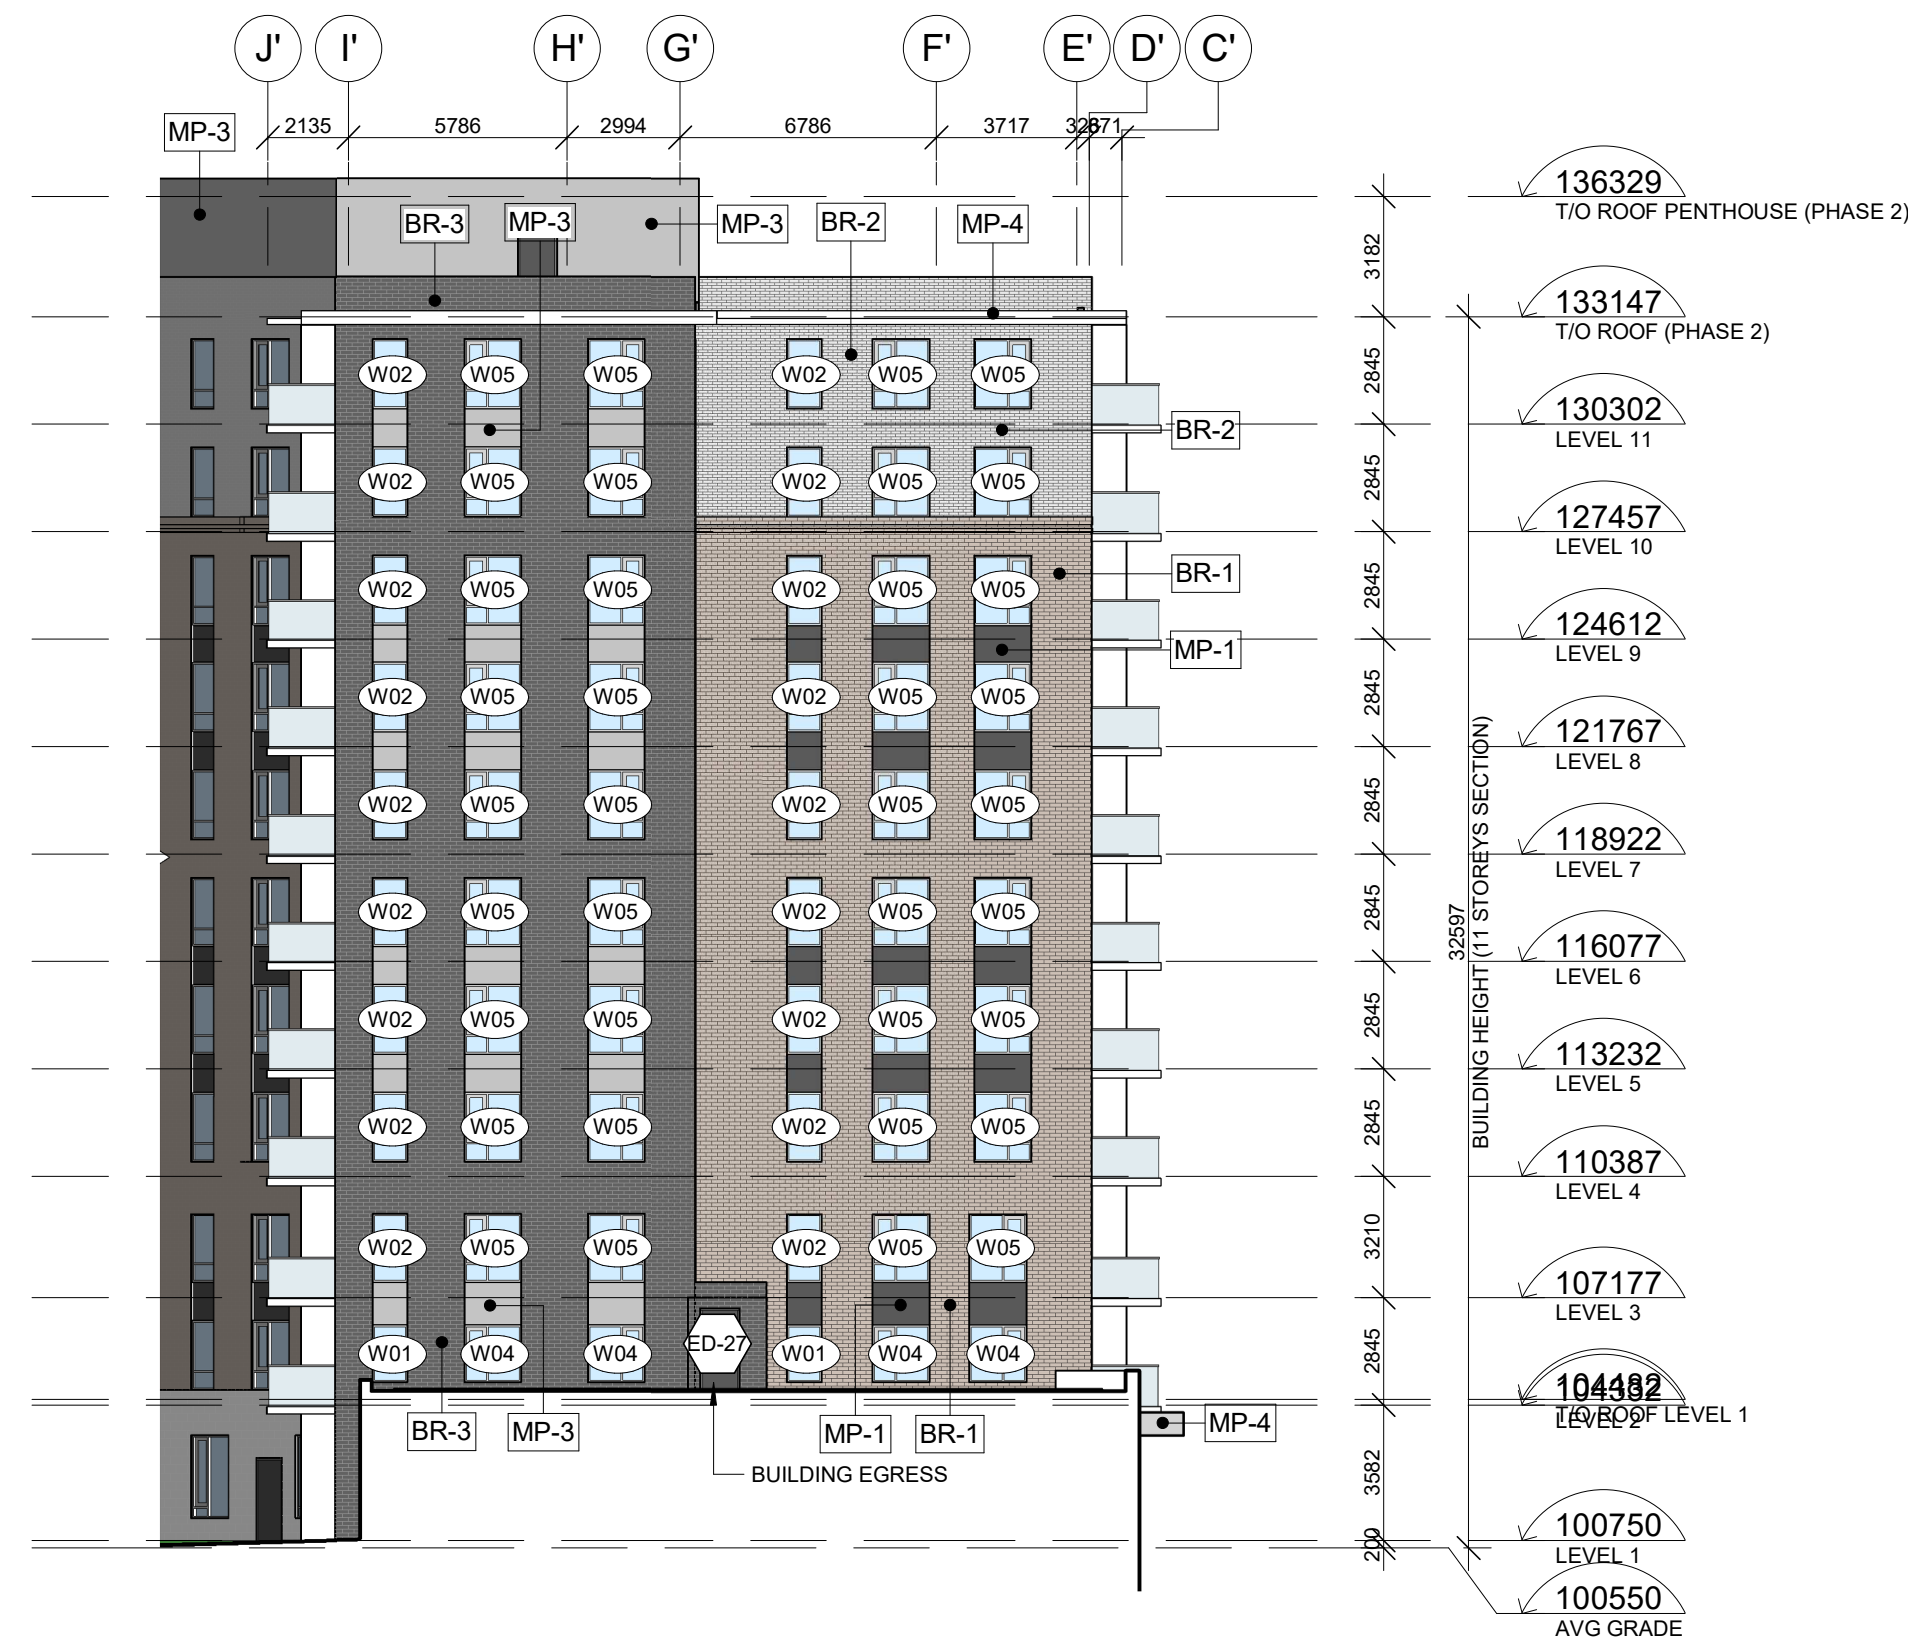 J' I' H' G' F' E' D' C'
2135 5786 2994 6786 3717
MP-3
BR-3 MP-3 MP-3 BR-2 MP-4
136329
T/O ROOF PENTHOUSE (PHASE 2)
3182
133147
T/O ROOF (PHASE 2)
2845
W02 W05 W05 W02 W05 W05
130302
LEVEL 11
BR-2
2845
W02 W05 W05 W02 W05 W05
127457
LEVEL 10
BR-1
2845
W02 W05 W05 W02 W05 W05
124612
LEVEL 9
MP-1
2845
W02 W05 W05 W02 W05 W05
121767
LEVEL 8
2845
W02 W05 W05 W02 W05 W05
118922
LEVEL 7
2845
W02 W05 W05 W02 W05 W05
116077
LEVEL 6
32597
BUILDING HEIGHT (11 STOREYS SECTION)
2845
W02 W05 W05 W02 W05 W05
113232
LEVEL 5
2845
W02 W05 W05 W02 W05 W05
110387
LEVEL 4
3210
W02 W05 W05 W02 W05 W05
107177
LEVEL 3
2845
W01 W04 W04 ED-27 W01 W04 W04
104482
T/O ROOF LEVEL 1
104332
LEVEL 2
BR-3 MP-3 MP-1 BR-1 MP-4
BUILDING EGRESS
3582
100750
LEVEL 1
200
100550
AVG GRADE